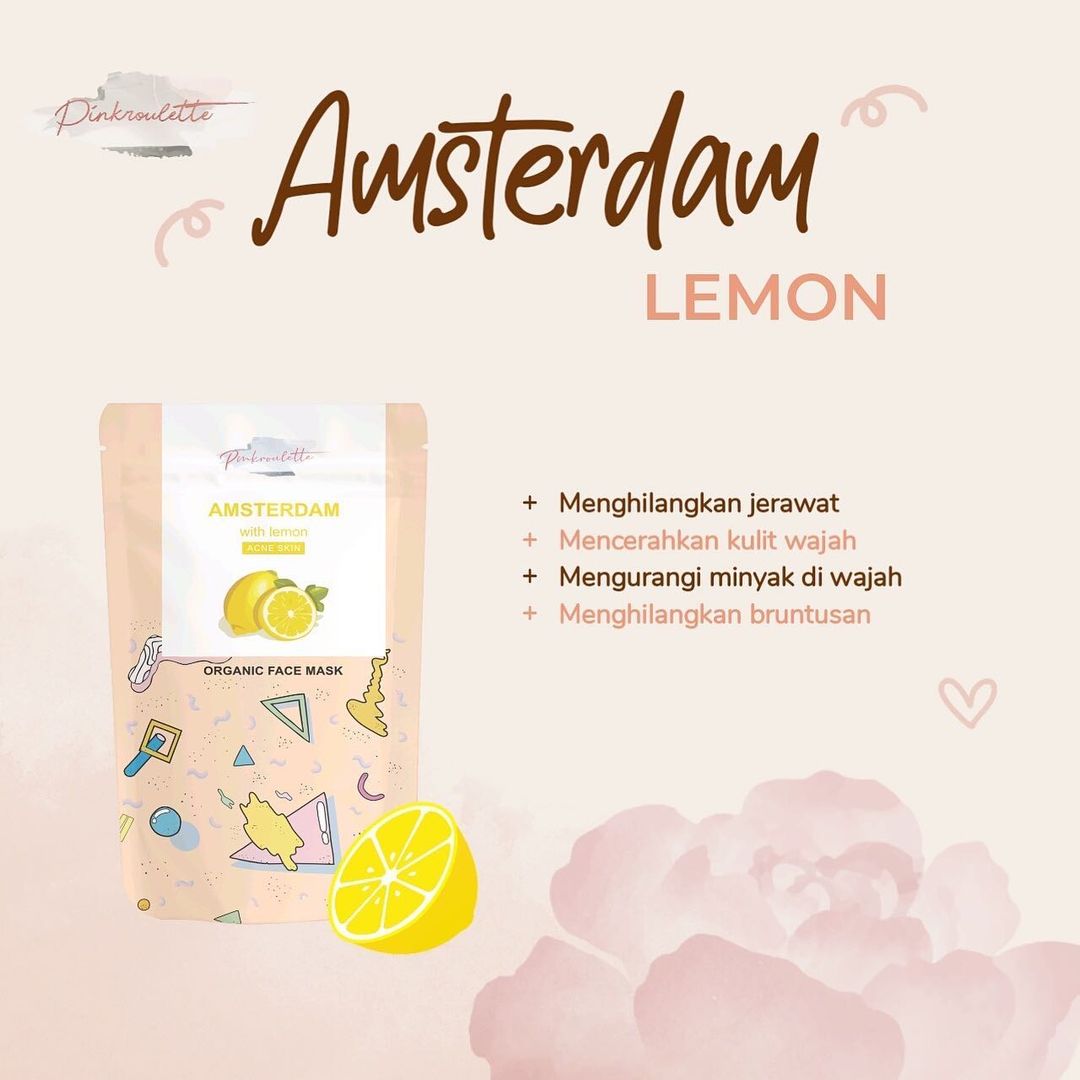 Pinkroulette
Amsterdam
LEMON
Pinkroulette
AMSTERDAM
with lemon
ACNE SKIN
ORGANIC FACE MASK
+ Menghilangkan jerawat
+ Mencerahkan kulit wajah
+ Mengurangi minyak di wajah
+ Menghilangkan bruntusan